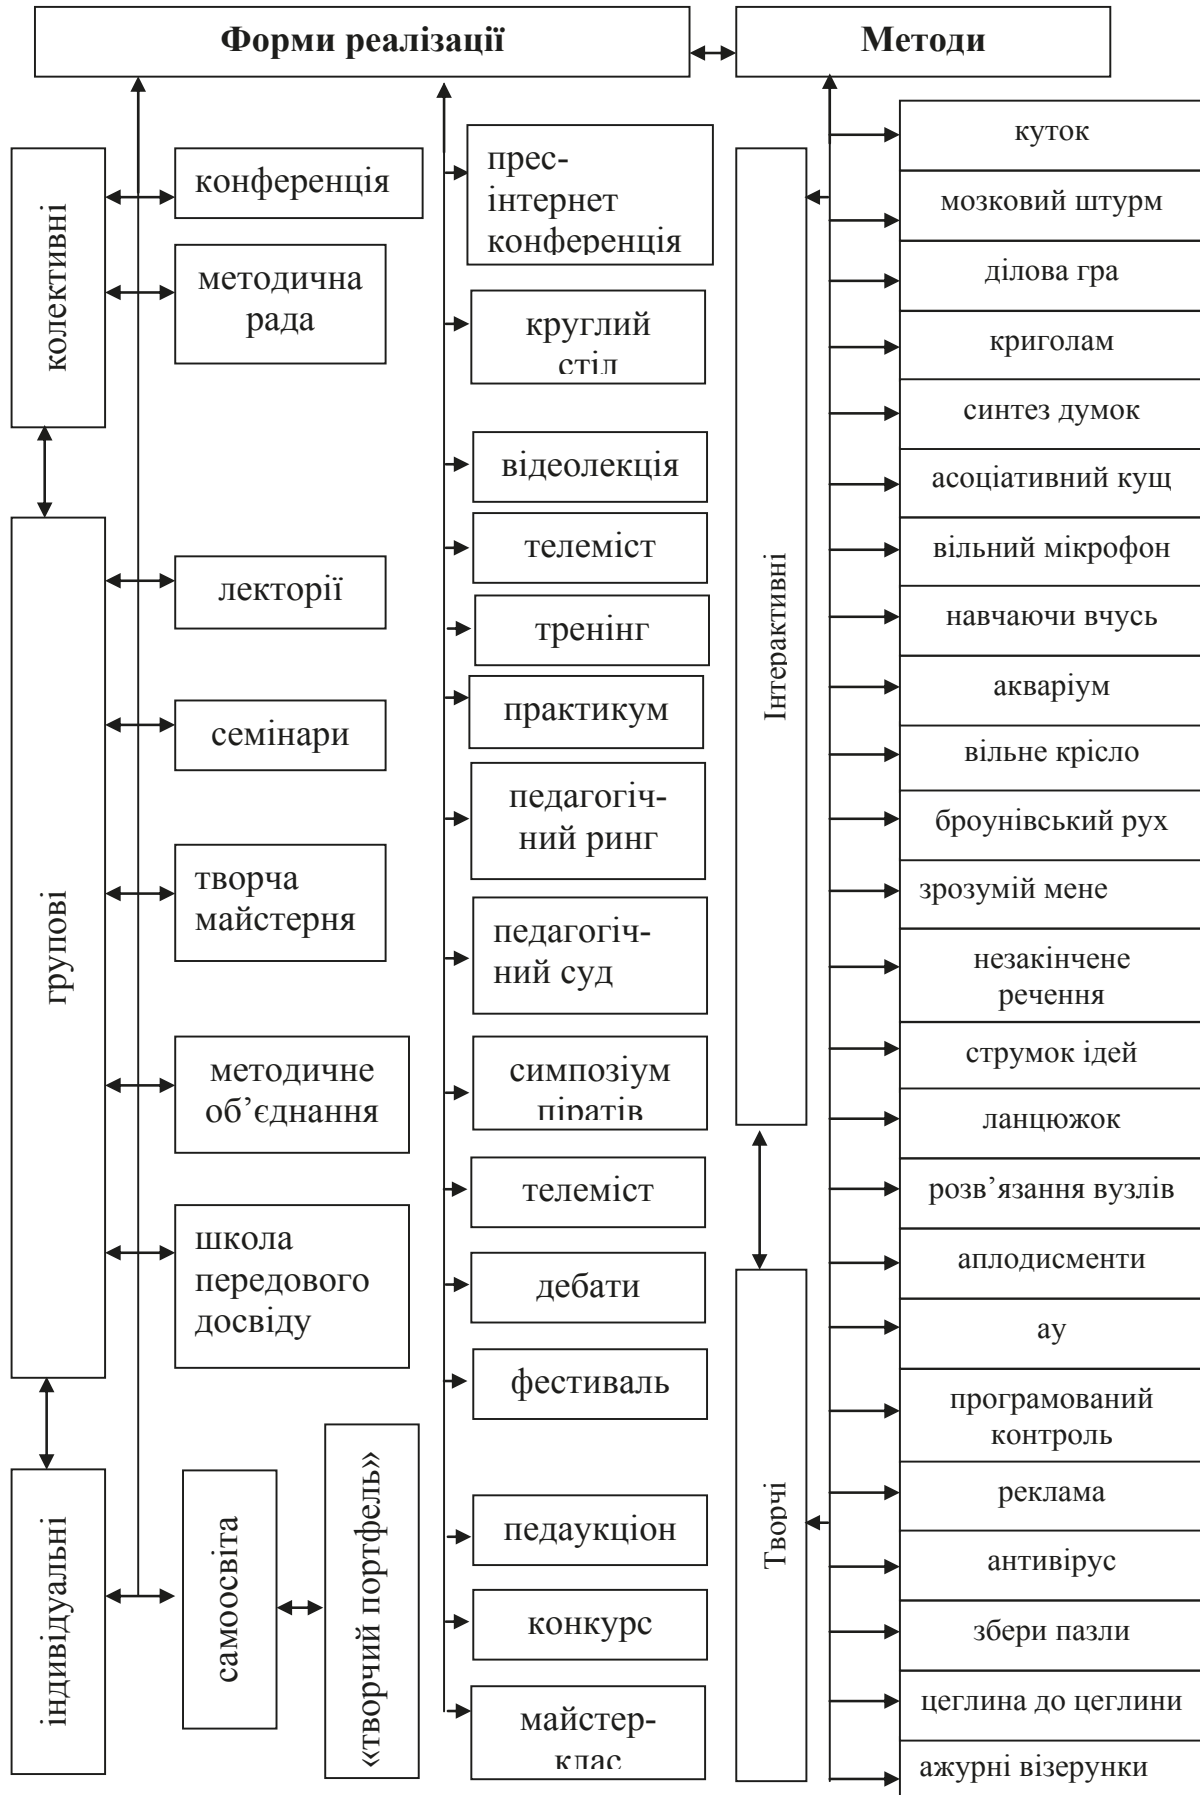 Форми реалізації
Методи
колективні
конференція
методична
рада
групові
лекторії
семінари
творча
майстерня
методичне
об’єднання
школа
передового
досвіду
індивідуальні
самоосвіта
«творчий портфель»
прес-
інтернет
конференція
круглий
стіл
відеолекція
телеміст
тренінг
практикум
педагогіч-
ний ринг
педагогіч-
ний суд
симпозіум
піратів
телеміст
дебати
фестиваль
педаукціон
конкурс
майстер-
клас
Інтерактивні
Творчі
куток
мозковий штурм
ділова гра
криголам
синтез думок
асоціативний кущ
вільний мікрофон
навчаючи вчусь
акваріум
вільне крісло
броунівський рух
зрозумій мене
незакінчене
речення
струмок ідей
ланцюжок
розв’язання вузлів
аплодисменти
ау
програмований
контроль
реклама
антивірус
збери пазли
цеглина до цеглини
ажурні візерунки